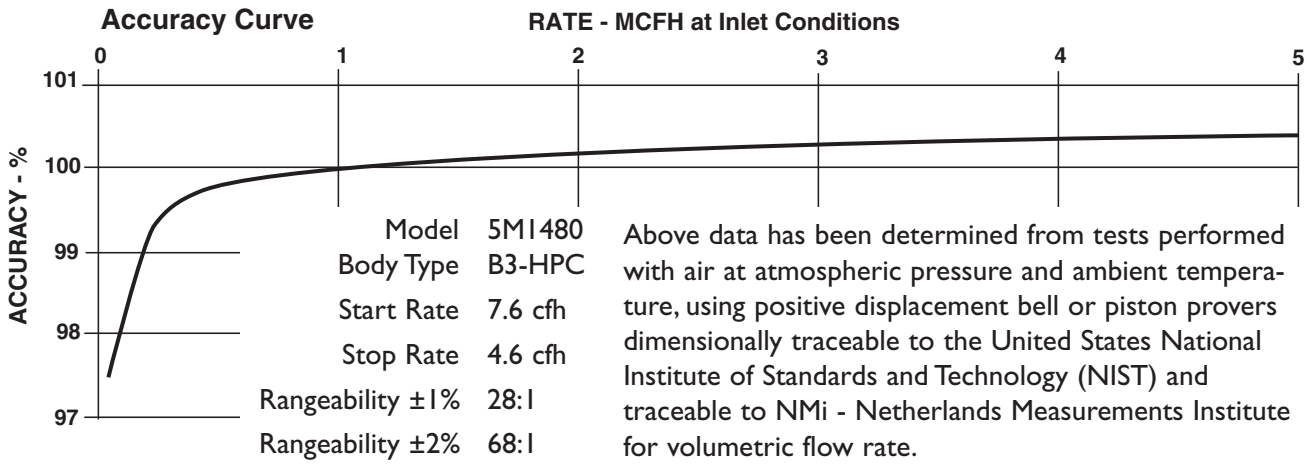 Accuracy Curve
RATE - MCFH at Inlet Conditions
0 1 2 3 4 5
ACCURACY - %
101
100
99
98
97
Model 5M1480
Body Type B3-HPC
Start Rate 7.6 cfh
Stop Rate 4.6 cfh
Rangeability ±1% 28:1
Rangeability ±2% 68:1
Above data has been determined from tests performed
with air at atmospheric pressure and ambient tempera-
ture, using positive displacement bell or piston provers
dimensionally traceable to the United States National
Institute of Standards and Technology (NIST) and
traceable to NMi - Netherlands Measurements Institute
for volumetric flow rate.